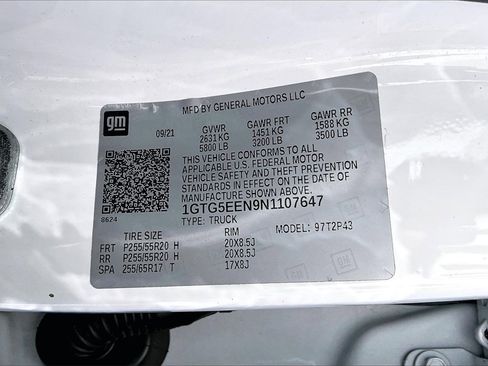 MFD BY GENERAL MOTORS LLC
gm
09/21 GVWR GAWR FRT GAWR RR
2631 KG 1451 KG 1588 KG
5800 LB 3200 LB 3500 LB
THIS VEHICLE CONFORMS TO ALL
APPLICABLE U.S. FEDERAL MOTOR
VEHICLE SAFETY AND THEFT PREVENTION
STANDARDS IN EFFECT ON THE DATE OF
MANUFACTURE SHOWN ABOVE.
1GTG5EEN9N1107647
8624 TYPE: TRUCK MODEL: 97T2P43
TIRE SIZE RIM
FRT P255/55R20 H 20X8.5J
RR P255/55R20 H 20X8.5J
SPA 255/65R17 T 17X8J